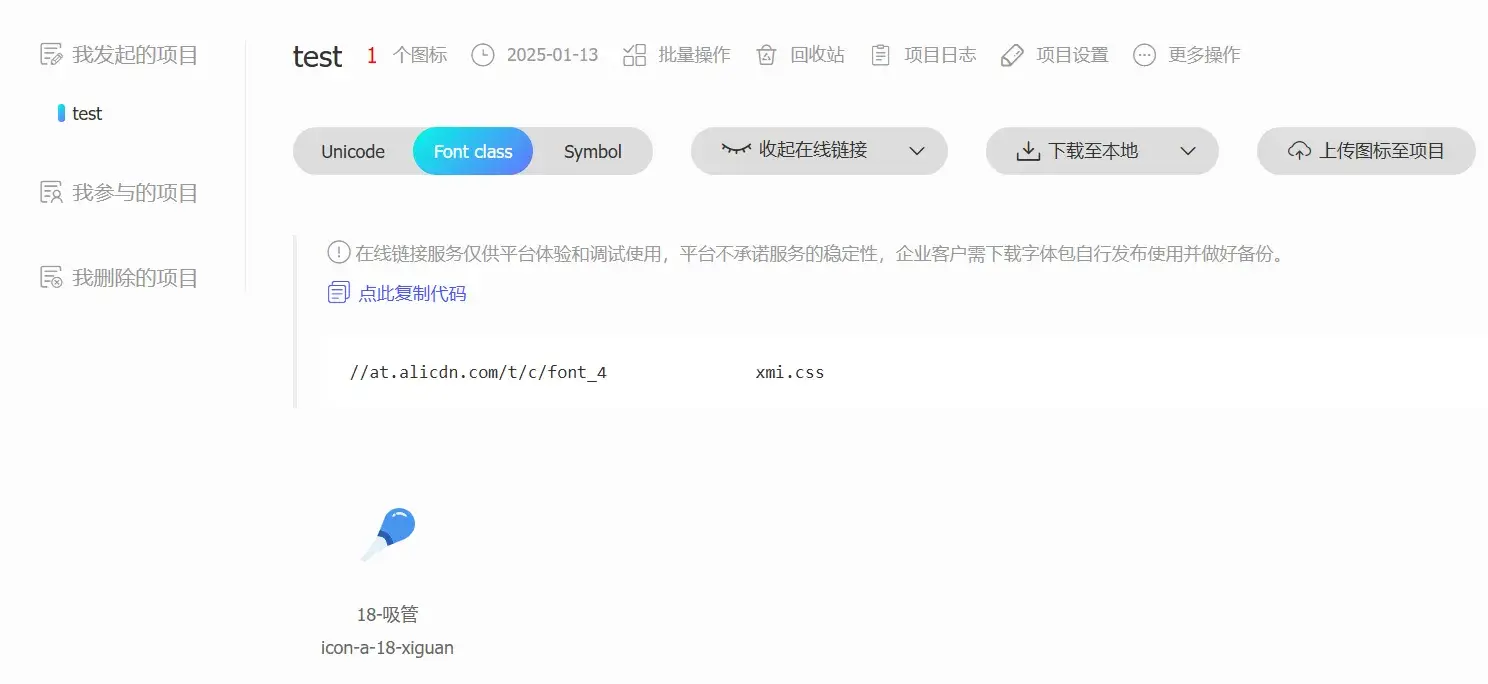 我发起的项目
test
我参与的项目
我删除的项目
test 1 个图标 2025-01-13 批量操作 回收站 项目日志 项目设置 更多操作
Unicode Font class Symbol 收起在线链接 下载至本地 上传图标至项目
在线链接服务仅供平台体验和调试使用，平台不承诺服务的稳定性，企业客户需下载字体包自行发布使用并做好备份。
点此复制代码
//at.alicdn.com/t/c/font_4 xmi.css
18-吸管
icon-a-18-xiguan